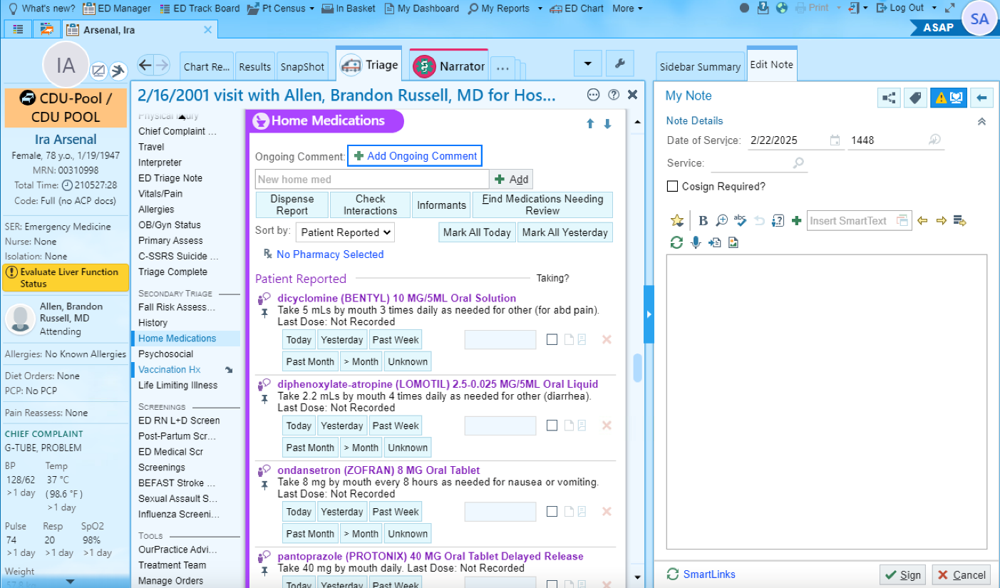 What's new? ED Manager ED Track Board Pt Census In Basket My Dashboard My Reports ED Chart More Print Log Out
SA
ASAP
Arsenal, Ira
IA
Chart Re... Results SnapShot Triage Narrator ... Sidebar Summary Edit Note
CDU-Pool /
CDU POOL
Ira Arsenal
Female, 78 y.o., 1/19/1947
MRN: 00310998
Total Time: 210527:28
Code: Full (no ACP docs)
SER: Emergency Medicine
Nurse: None
Isolation: None
Evaluate Liver Function
Status
Allen, Brandon
Russell, MD
Attending
Allergies: No Known Allergies
Diet Orders: None
PCP: No PCP
Pain Reassess: None
CHIEF COMPLAINT
G-TUBE, PROBLEM
BP Temp
128/62 37 °C
>1 day (98.6 °F)
>1 day
Pulse Resp SpO2
74 20 98%
>1 day >1 day >1 day
Weight
2/16/2001 visit with Allen, Brandon Russell, MD for Hos...
Physical Injury
Chief Complaint ...
Travel
Interpreter
ED Triage Note
Vitals/Pain
Allergies
OB/Gyn Status
Primary Assess
C-SSRS Suicide ...
Triage Complete
SECONDARY TRIAGE
Fall Risk Assess...
History
Home Medications
Psychosocial
Vaccination Hx
Life Limiting Illness
SCREENINGS
ED RN L+D Screen
Post-Partum Scr...
ED Medical Scr
Screenings
BEFAST Stroke ...
Sexual Assault S...
Influenza Screeni...
TOOLS
OurPractice Advi...
Treatment Team
Manage Orders
Home Medications
Ongoing Comment: Add Ongoing Comment
New home med Add
Dispense
Report
Check
Interactions
Informants
Find Medications Needing
Review
Sort by: Patient Reported Mark All Today Mark All Yesterday
No Pharmacy Selected
Patient Reported Taking?
dicyclomine (BENTYL) 10 MG/5ML Oral Solution
Take 5 mLs by mouth 3 times daily as needed for other (for abd pain).
Last Dose: Not Recorded
Today Yesterday Past Week
Past Month > Month Unknown
diphenoxylate-atropine (LOMOTIL) 2.5-0.025 MG/5ML Oral Liquid
Take 2.2 mLs by mouth 4 times daily as needed for other (diarrhea).
Last Dose: Not Recorded
Today Yesterday Past Week
Past Month > Month Unknown
ondansetron (ZOFRAN) 8 MG Oral Tablet
Take 8 mg by mouth every 8 hours as needed for nausea or vomiting.
Last Dose: Not Recorded
Today Yesterday Past Week
Past Month > Month Unknown
pantoprazole (PROTONIX) 40 MG Oral Tablet Delayed Release
Take 40 mg by mouth daily. Last Dose: Not Recorded
Today Yesterday Past Week
My Note
Note Details
Date of Service: 2/22/2025 1448
Service:
Cosign Required?
B abc Insert SmartText
SmartLinks Sign Cancel